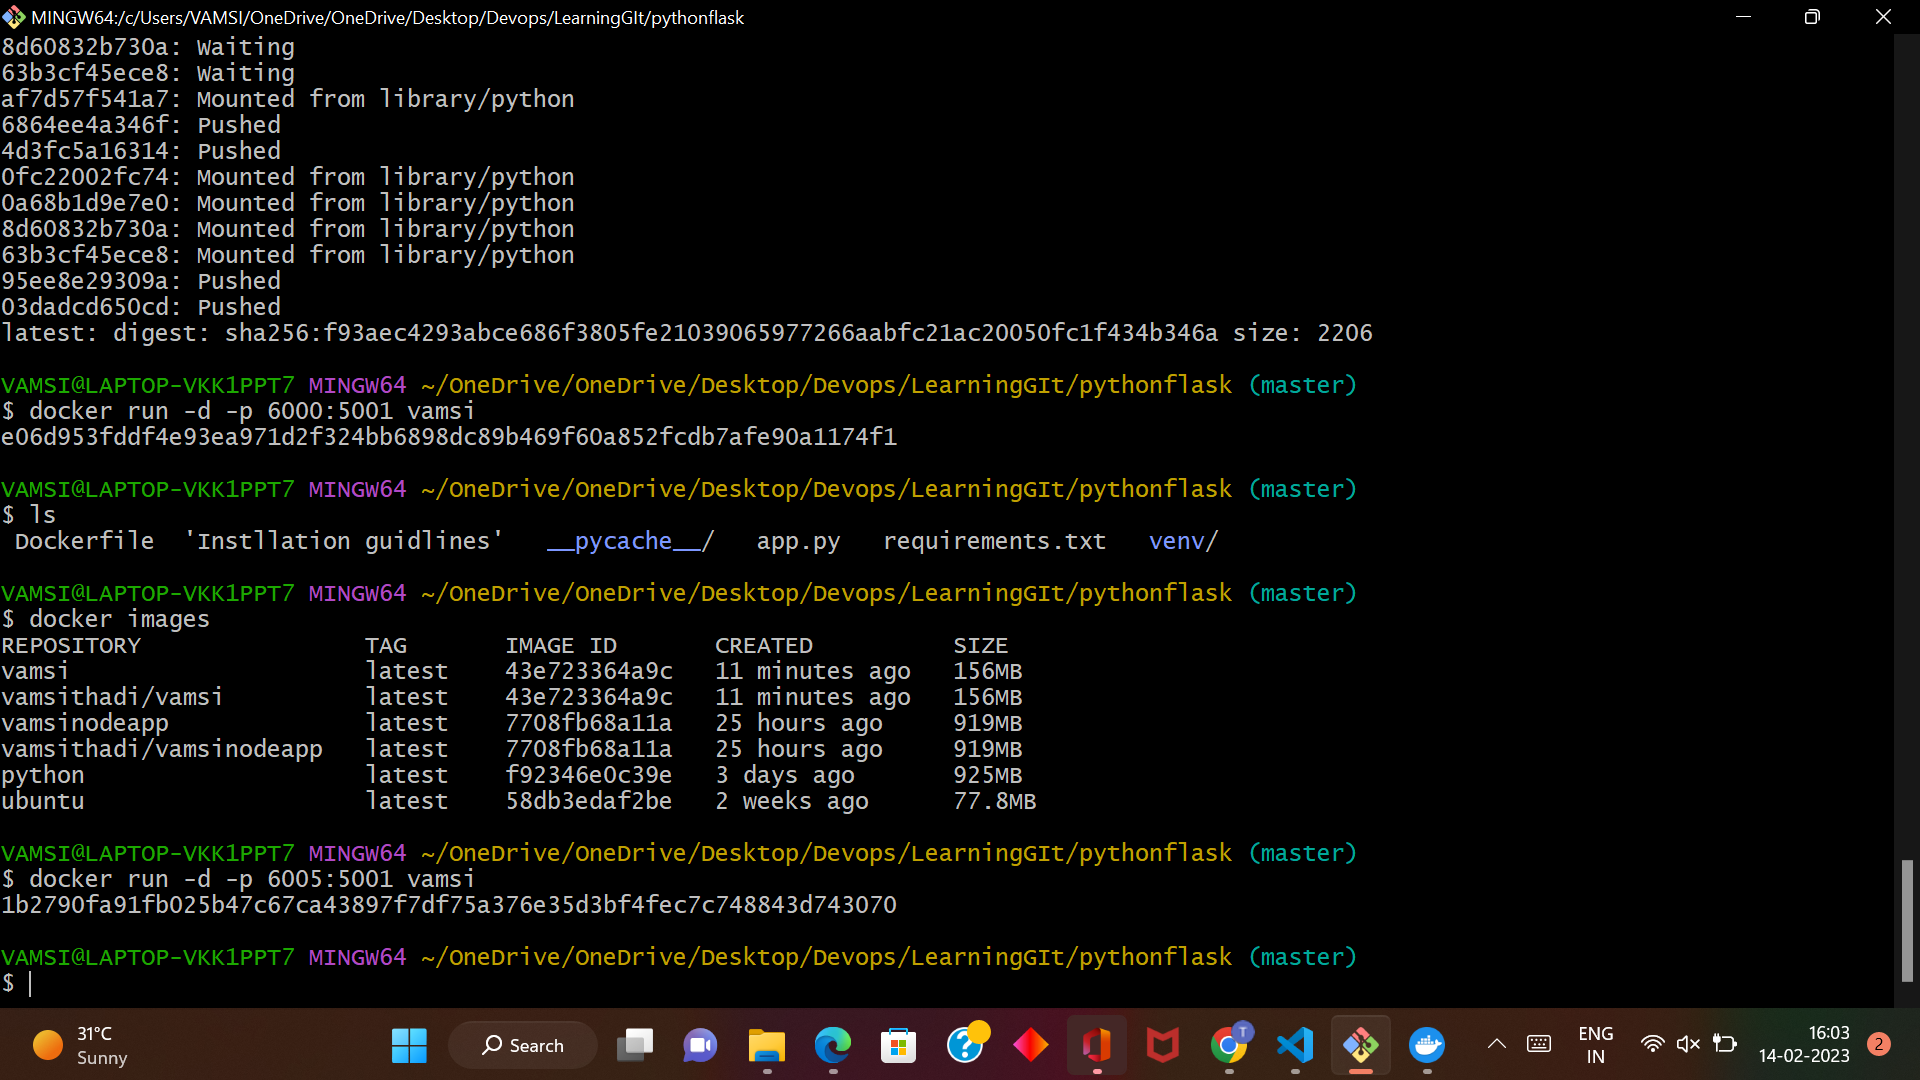 MINGW64:/c/Users/VAMSI/OneDrive/OneDrive/Desktop/Devops/LearningGIt/pythonflask
8d60832b730a: Waiting
63b3cf45ece8: Waiting
af7d57f541a7: Mounted from library/python
6864ee4a346f: Pushed
4d3fc5a16314: Pushed
0fc22002fc74: Mounted from library/python
0a68b1d9e7e0: Mounted from library/python
8d60832b730a: Mounted from library/python
63b3cf45ece8: Mounted from library/python
95ee8e29309a: Pushed
03dadcd650cd: Pushed
latest: digest: sha256:f93aec4293abce686f3805fe21039065977266aabfc21ac20050fc1f434b346a size: 2206
VAMSI@LAPTOP-VKK1PPT7 MINGW64 ~/OneDrive/OneDrive/Desktop/Devops/LearningGIt/pythonflask (master)
$ docker run -d -p 6000:5001 vamsi
e06d953fddf4e93ea971d2f324bb6898dc89b469f60a852fcdb7afe90a1174f1
VAMSI@LAPTOP-VKK1PPT7 MINGW64 ~/OneDrive/OneDrive/Desktop/Devops/LearningGIt/pythonflask (master)
$ ls
Dockerfile 'Instllation guidlines' __pycache__/ app.py requirements.txt venv/
VAMSI@LAPTOP-VKK1PPT7 MINGW64 ~/OneDrive/OneDrive/Desktop/Devops/LearningGIt/pythonflask (master)
$ docker images
REPOSITORY TAG IMAGE ID CREATED SIZE
vamsi latest 43e723364a9c 11 minutes ago 156MB
vamsithadi/vamsi latest 43e723364a9c 11 minutes ago 156MB
vamsinodeapp latest 7708fb68a11a 25 hours ago 919MB
vamsithadi/vamsinodeapp latest 7708fb68a11a 25 hours ago 919MB
python latest f92346e0c39e 3 days ago 925MB
ubuntu latest 58db3edaf2be 2 weeks ago 77.8MB
VAMSI@LAPTOP-VKK1PPT7 MINGW64 ~/OneDrive/OneDrive/Desktop/Devops/LearningGIt/pythonflask (master)
$ docker run -d -p 6005:5001 vamsi
1b2790fa91fb025b47c67ca43897f7df75a376e35d3bf4fec7c748843d743070
VAMSI@LAPTOP-VKK1PPT7 MINGW64 ~/OneDrive/OneDrive/Desktop/Devops/LearningGIt/pythonflask (master)
$
31°C
Sunny
Search
T
ENG
IN
16:03
14-02-2023
2